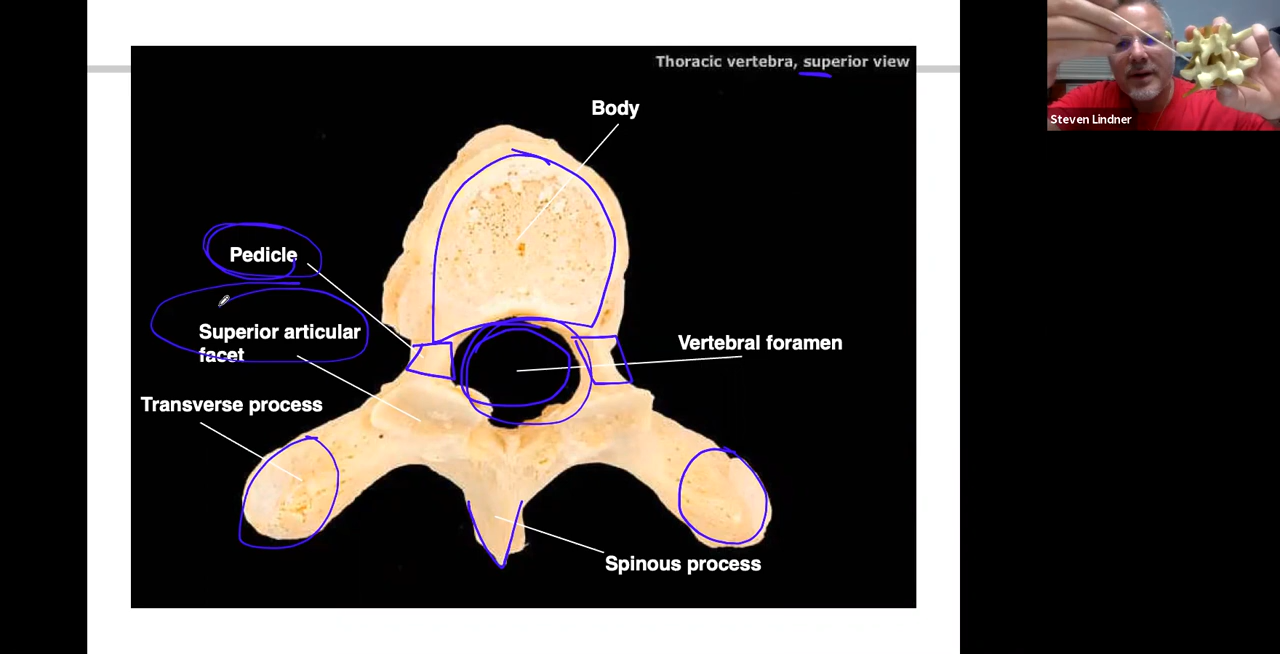 Thoracic vertebra, superior view
Body
Pedicle
Superior articular
facet
Vertebral foramen
Transverse process
Spinous process
Steven Lindner